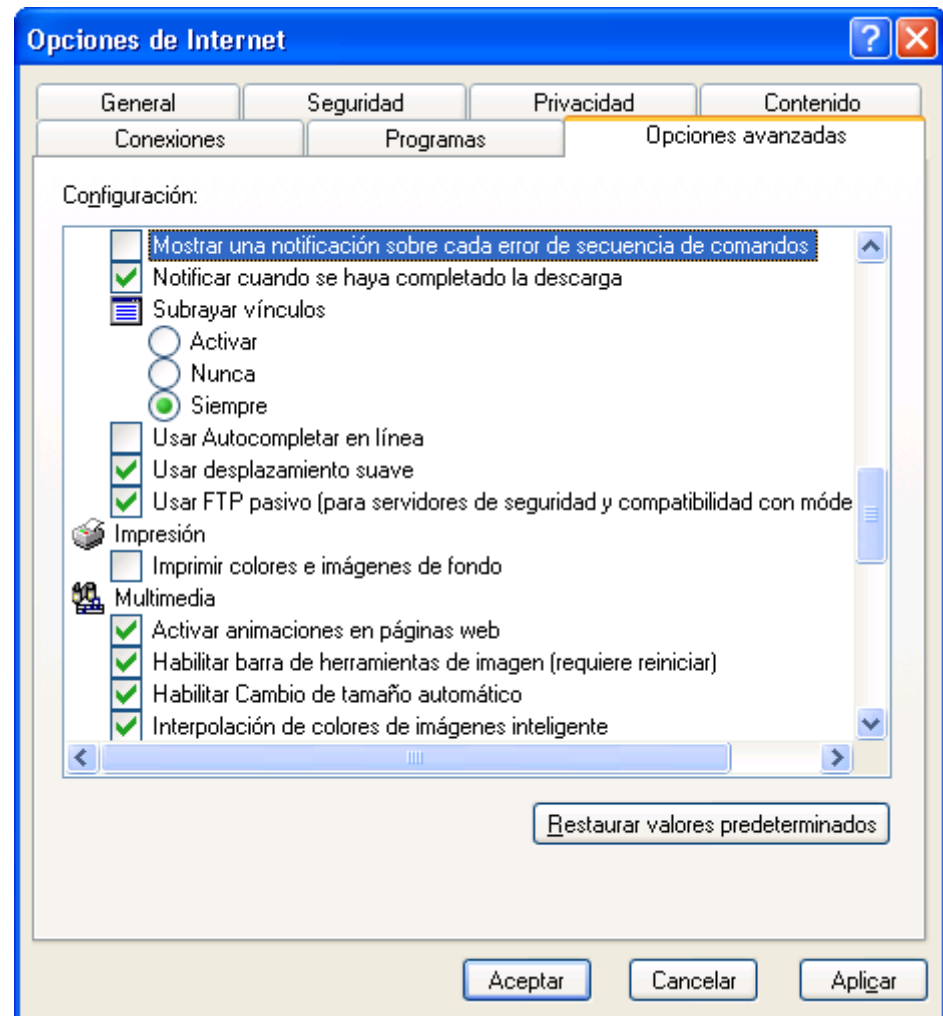 Opciones de Internet
General Seguridad Privacidad Contenido
Conexiones Programas Opciones avanzadas
Configuración:
Mostrar una notificación sobre cada error de secuencia de comandos
Notificar cuando se haya completado la descarga
Subrayar vínculos
Activar
Nunca
Siempre
Usar Autocompletar en línea
Usar desplazamiento suave
Usar FTP pasivo (para servidores de seguridad y compatibilidad con móde
Impresión
Imprimir colores e imágenes de fondo
Multimedia
Activar animaciones en páginas web
Habilitar barra de herramientas de imagen (requiere reiniciar)
Habilitar Cambio de tamaño automático
Interpolación de colores de imágenes inteligente
Restaurar valores predeterminados
Aceptar Cancelar Aplicar